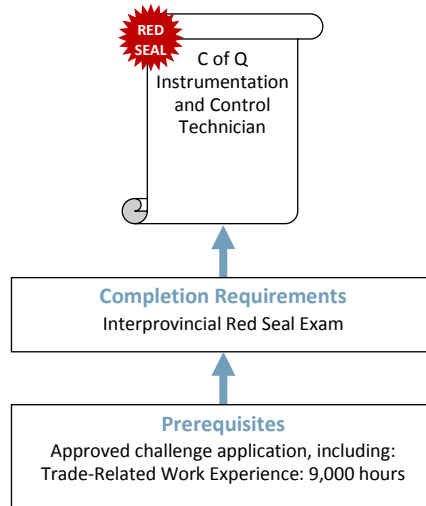 RED
SEAL
C of Q
Instrumentation
and Control
Technician
Completion Requirements
Interprovincial Red Seal Exam
Prerequisites
Approved challenge application, including:
Trade-Related Work Experience: 9,000 hours